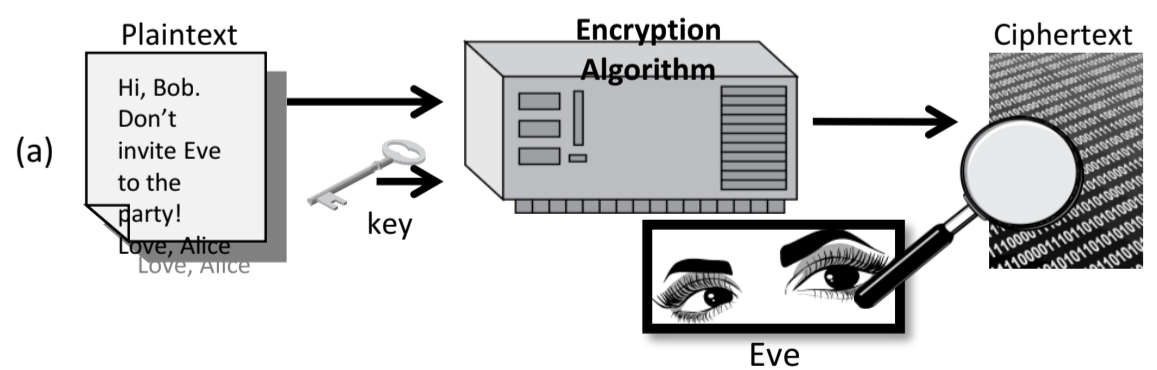 Plaintext
Encryption
Algorithm
Ciphertext
(a)
Hi, Bob.
Don't
invite Eve
to the
party!
Love, Alice
Love, Alice
key
Eve